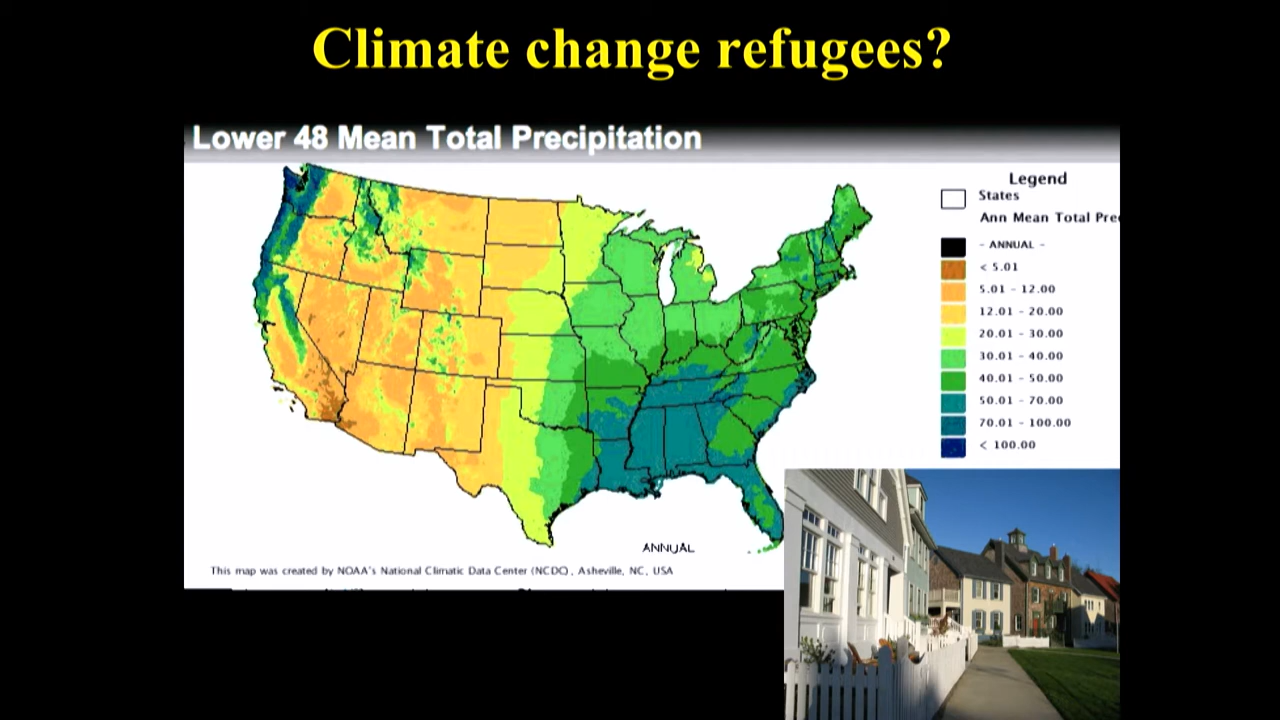 Climate change refugees?
Lower 48 Mean Total Precipitation
Legend
States
Ann Mean Total Pre
- ANNUAL -
< 5.01
5.01 - 12.00
12.01 - 20.00
20.01 - 30.00
30.01 - 40.00
40.01 - 50.00
50.01 - 70.00
70.01 - 100.00
< 100.00
ANNUAL
This map was created by NOAA's National Climatic Data Center (NCDC), Asheville, NC, USA